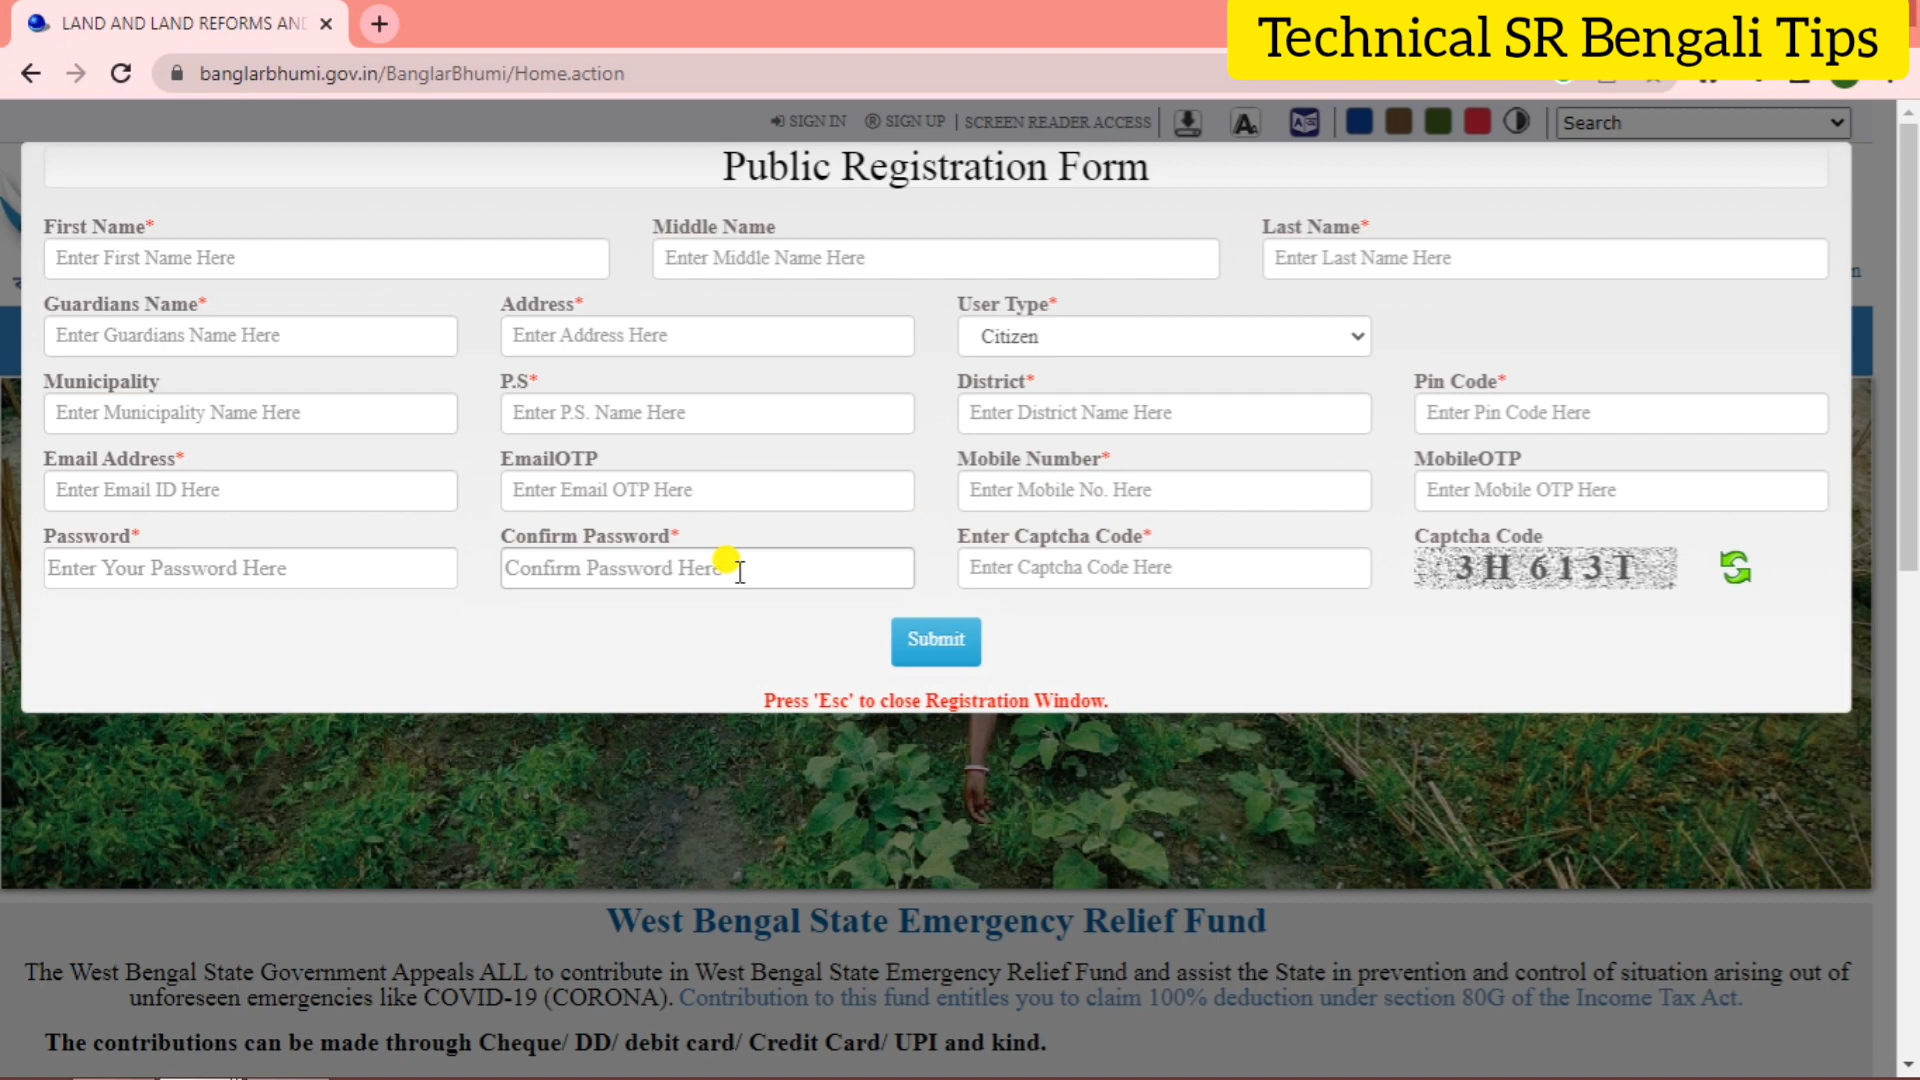 LAND AND LAND REFORMS AND
Technical SR Bengali Tips
banglarbhumi.gov.in/BanglarBhumi/Home.action
SIGN IN SIGN UP | SCREEN READER ACCESS Search
Public Registration Form
First Name* Middle Name Last Name*
Enter First Name Here Enter Middle Name Here Enter Last Name Here
Guardians Name* Address* User Type*
Enter Guardians Name Here Enter Address Here Citizen
Municipality P.S* District* Pin Code*
Enter Municipality Name Here Enter P.S. Name Here Enter District Name Here Enter Pin Code Here
Email Address* EmailOTP Mobile Number* MobileOTP
Enter Email ID Here Enter Email OTP Here Enter Mobile No. Here Enter Mobile OTP Here
Password* Confirm Password* Enter Captcha Code* Captcha Code
Enter Your Password Here Confirm Password Here Enter Captcha Code Here 3H613T
Submit
Press 'Esc' to close Registration Window.
West Bengal State Emergency Relief Fund
The West Bengal State Government Appeals ALL to contribute in West Bengal State Emergency Relief Fund and assist the State in prevention and control of situation arising out of
unforeseen emergencies like COVID-19 (CORONA). Contribution to this fund entitles you to claim 100% deduction under section 80G of the Income Tax Act.
The contributions can be made through Cheque/ DD/ debit card/ Credit Card/ UPI and kind.